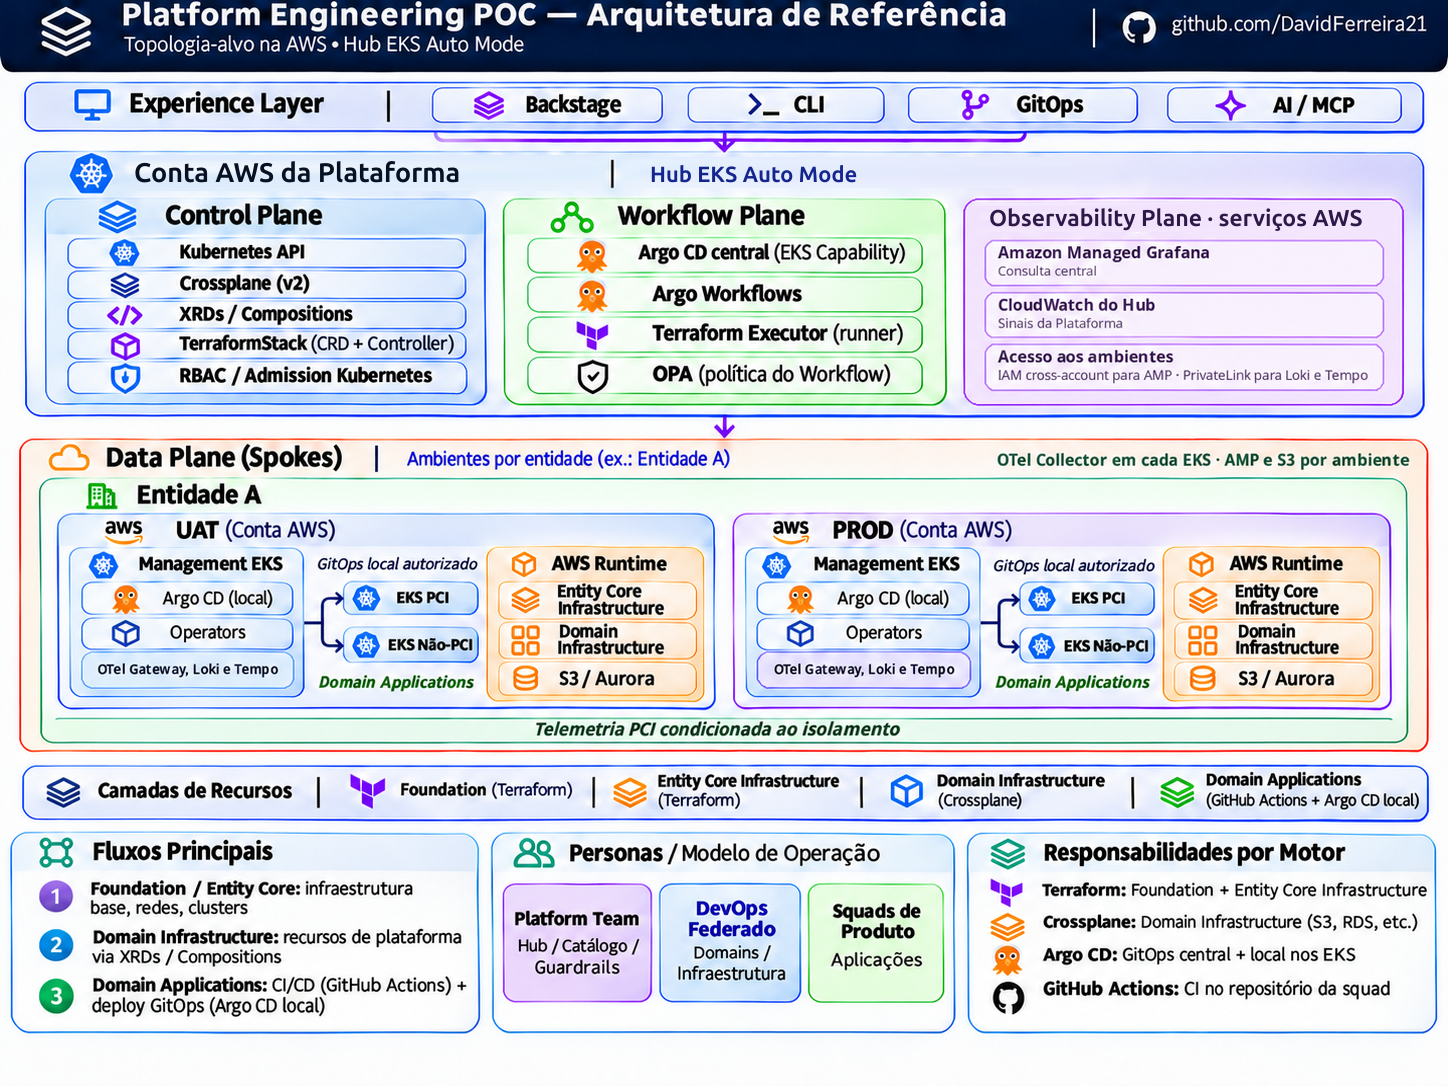 Platform Engineering POC — Arquitetura de Referência
Topologia-alvo na AWS • Hub EKS Auto Mode
github.com/DavidFerreira21
Experience Layer
Backstage
CLI
GitOps
AI / MCP
Conta AWS da Plataforma
Hub EKS Auto Mode
Control Plane
Kubernetes API
Crossplane (v2)
XRDs / Compositions
TerraformStack (CRD + Controller)
RBAC / Admission Kubernetes
Workflow Plane
Argo CD central (EKS Capability)
Argo Workflows
Terraform Executor (runner)
OPA (política do Workflow)
Observability Plane · serviços AWS
Amazon Managed Grafana
Consulta central
CloudWatch do Hub
Sinais da Plataforma
Acesso aos ambientes
IAM cross-account para AMP · PrivateLink para Loki e Tempo
Data Plane (Spokes)
Ambientes por entidade (ex.: Entidade A)
OTel Collector em cada EKS · AMP e S3 por ambiente
Entidade A
aws
UAT (Conta AWS)
Management EKS
Argo CD (local)
Operators
OTel Gateway, Loki e Tempo
GitOps local autorizado
EKS PCI
EKS Não-PCI
Domain Applications
AWS Runtime
Entity Core
Infrastructure
Domain
Infrastructure
S3 / Aurora
aws
PROD (Conta AWS)
Management EKS
Argo CD (local)
Operators
OTel Gateway, Loki e Tempo
GitOps local autorizado
EKS PCI
EKS Não-PCI
Domain Applications
AWS Runtime
Entity Core
Infrastructure
Domain
Infrastructure
S3 / Aurora
Telemetria PCI condicionada ao isolamento
Camadas de Recursos
Foundation (Terraform)
Entity Core Infrastructure
(Terraform)
Domain Infrastructure
(Crossplane)
Domain Applications
(GitHub Actions + Argo CD local)
Fluxos Principais
1
Foundation / Entity Core: infraestrutura
base, redes, clusters
2
Domain Infrastructure: recursos de plataforma
via XRDs / Compositions
3
Domain Applications: CI/CD (GitHub Actions) +
deploy GitOps (Argo CD local)
Personas / Modelo de Operação
Platform Team
Hub / Catálogo /
Guardrails
DevOps
Federado
Domains /
Infraestrutura
Squads de
Produto
Aplicações
Responsabilidades por Motor
Terraform: Foundation + Entity Core Infrastructure
Crossplane: Domain Infrastructure (S3, RDS, etc.)
Argo CD: GitOps central + local nos EKS
GitHub Actions: CI no repositório da squad